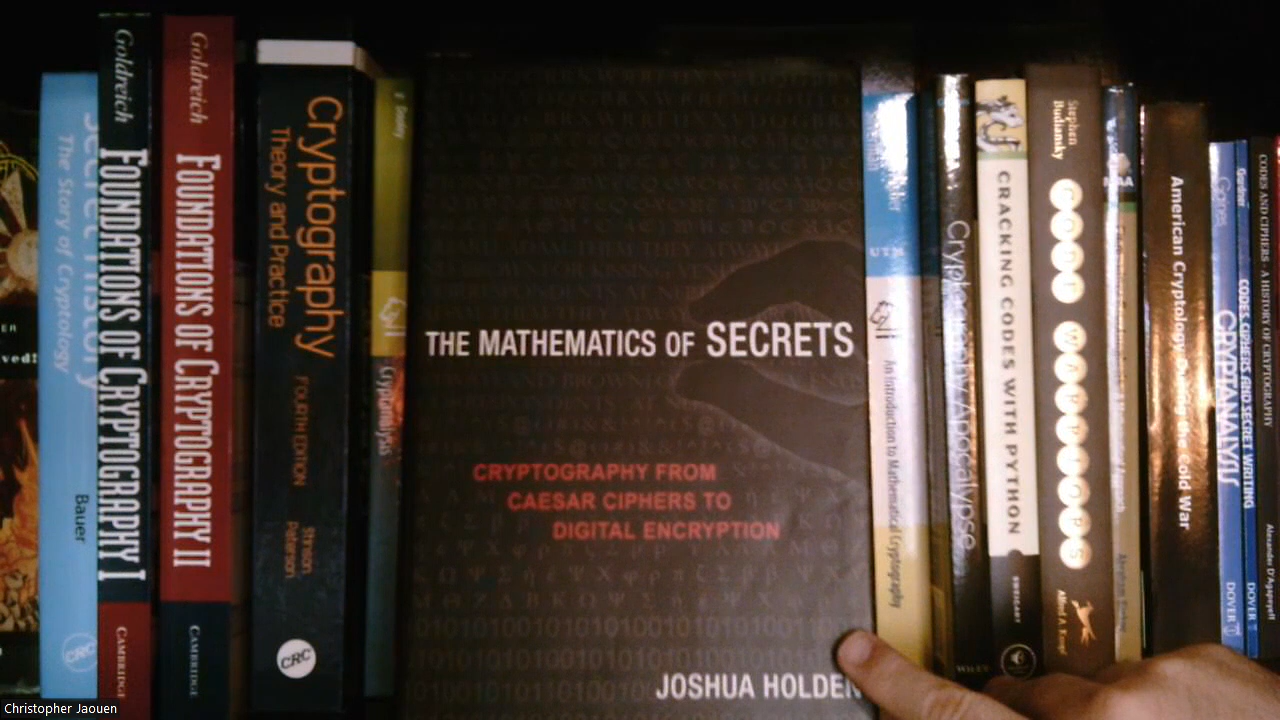 Secret History
The Story of Cryptology
Bauer
CRC
Goldreich
FOUNDATIONS OF CRYPTOGRAPHY I
CAMBRIDGE
Goldreich
FOUNDATIONS OF CRYPTOGRAPHY II
CAMBRIDGE
Cryptography
Theory and Practice
FOURTH EDITION
Stinson
Paterson
CRC
Cryptanalysis
THE MATHEMATICS OF SECRETS
CRYPTOGRAPHY FROM
CAESAR CIPHERS TO
DIGITAL ENCRYPTION
JOSHUA HOLDEN
UTM
An Introduction to Mathematical Cryptography
Cryptography Apocalypse
WILEY
CRACKING CODES WITH PYTHON
SWEIGART
Stephen
Budiansky
CODE WARRIORS
Alfred A. Knopf
MAA
American Cryptology During the Cold War
Gaines
CRYPTANALYSIS
DOVER
Gardner
CODES, CIPHERS AND SECRET WRITING
DOVER
CODES AND CIPHERS - A HISTORY OF CRYPTOGRAPHY
Alexander D'Agapeyeff
Christopher Jaouen